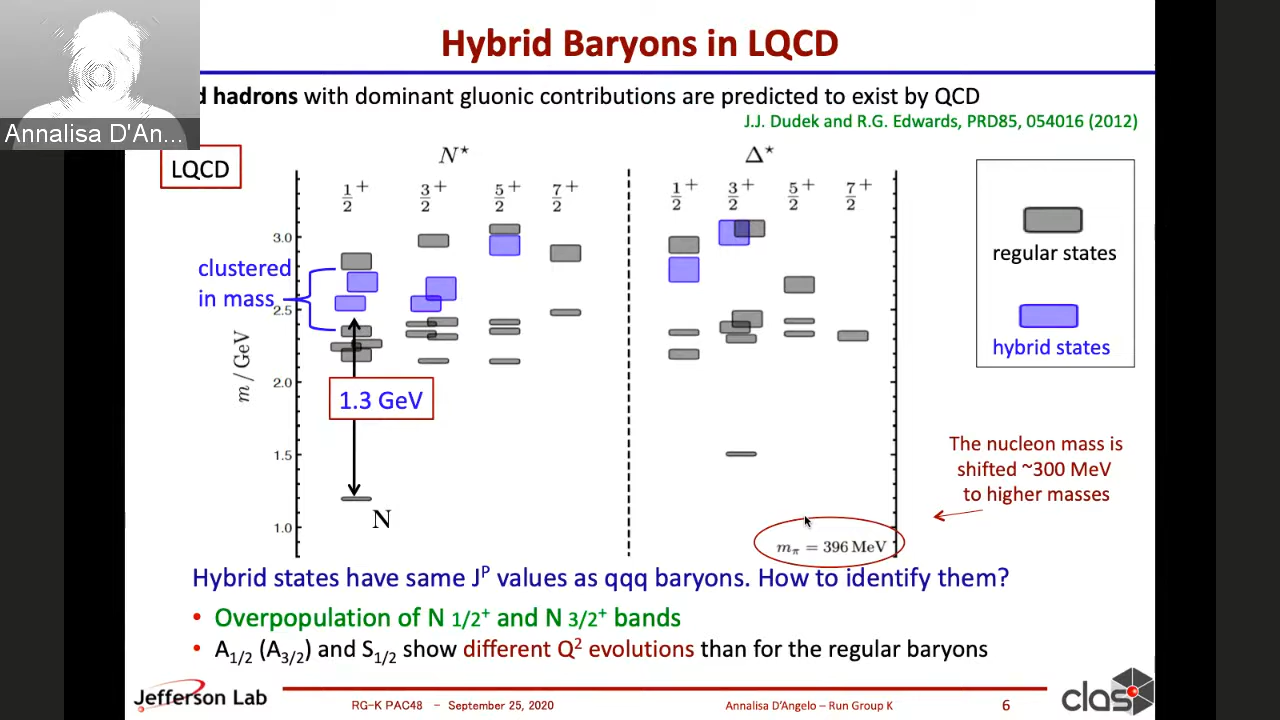 Hybrid Baryons in LQCD
d hadrons with dominant gluonic contributions are predicted to exist by QCD
J.J. Dudek and R.G. Edwards, PRD85, 054016 (2012)
Annalisa D'An...
LQCD
N* Δ*
1/2+ 3/2+ 5/2+ 7/2+ 1/2+ 3/2+ 5/2+ 7/2+
3.0
2.5
2.0
1.5
1.0
m / GeV
clustered
in mass
1.3 GeV
N
regular states
hybrid states
The nucleon mass is
shifted ~300 MeV
to higher masses
mπ = 396 MeV
Hybrid states have same Jᴾ values as qqq baryons. How to identify them?
• Overpopulation of N 1/2⁺ and N 3/2⁺ bands
• A1/2 (A3/2) and S1/2 show different Q² evolutions than for the regular baryons
Jefferson Lab
RG-K PAC48 – September 25, 2020
Annalisa D'Angelo – Run Group K
6
clas